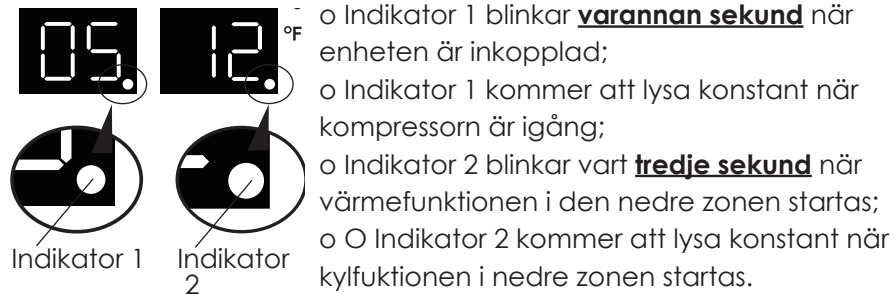 05.
12.
°F
Indikator 1
Indikator
2
o Indikator 1 blinkar varannan sekund när
enheten är inkopplad;
o Indikator 1 kommer att lysa konstant när
kompressorn är igång;
o Indikator 2 blinkar vart tredje sekund när
värmefunktionen i den nedre zonen startas;
o O Indikator 2 kommer att lysa konstant när
kylfuktionen i nedre zonen startas.